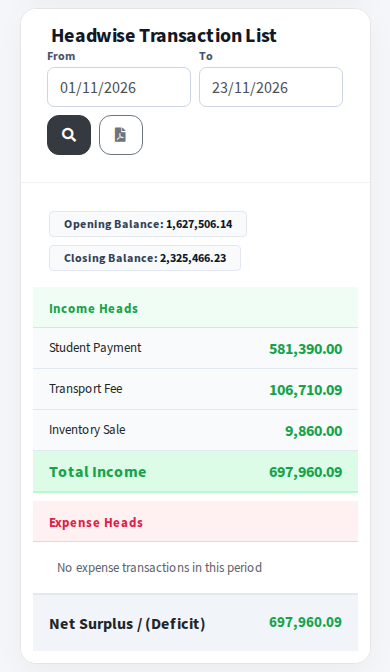 Headwise Transaction List
From To
01/11/2026 23/11/2026
Opening Balance: 1,627,506.14
Closing Balance: 2,325,466.23
Income Heads
Student Payment 581,390.00
Transport Fee 106,710.09
Inventory Sale 9,860.00
Total Income 697,960.09
Expense Heads
No expense transactions in this period
Net Surplus / (Deficit) 697,960.09